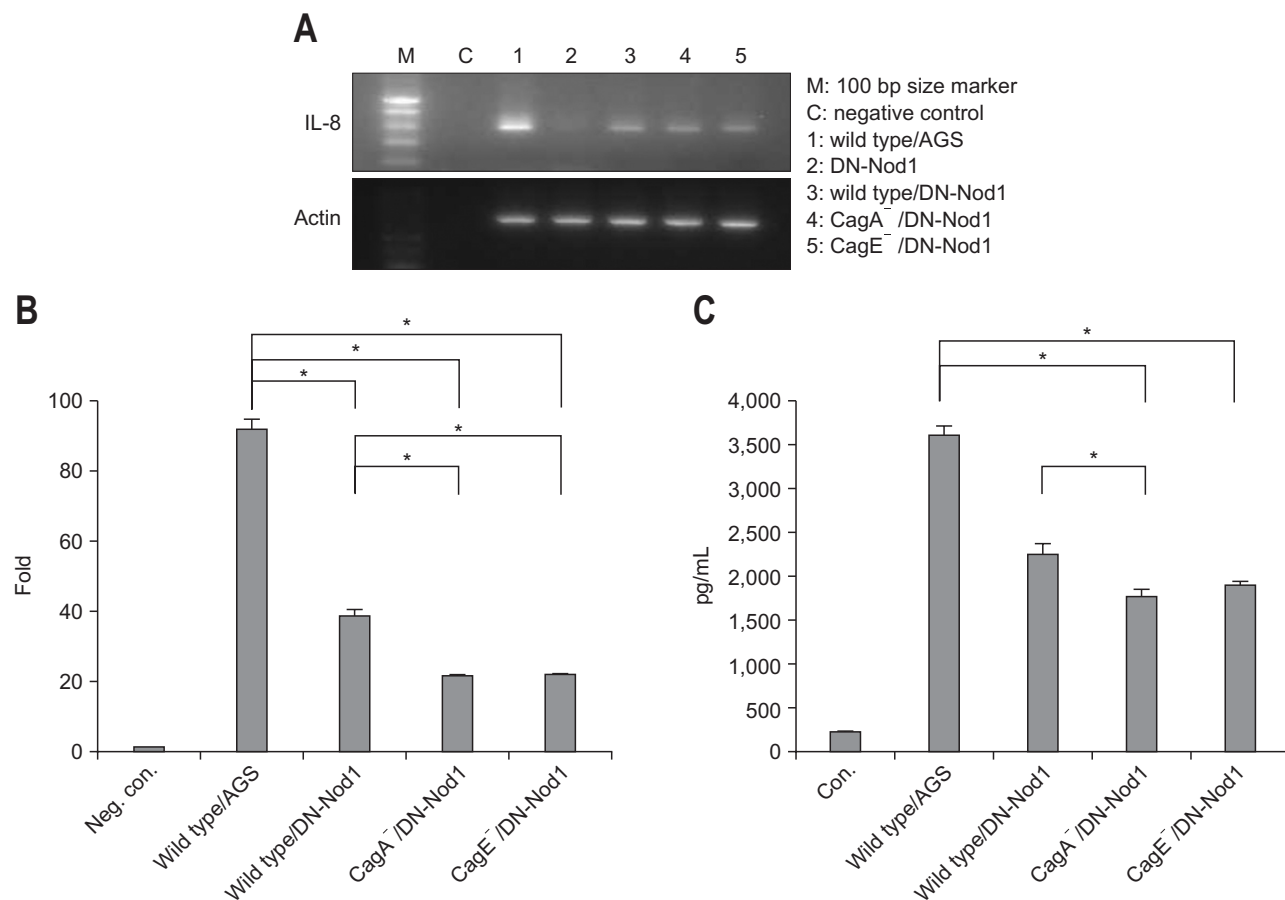 A
M C 1 2 3 4 5
IL-8
Actin
M: 100 bp size marker
C: negative control
1: wild type/AGS
2: DN-Nod1
3: wild type/DN-Nod1
4: CagA⁻/DN-Nod1
5: CagE⁻/DN-Nod1
B
*
*
*
*
*
100
80
60
40
20
0
Fold
Neg. con.
Wild type/AGS
Wild type/DN-Nod1
CagA⁻/DN-Nod1
CagE⁻/DN-Nod1
C
*
*
*
4,000
3,500
3,000
2,500
2,000
1,500
1,000
500
0
pg/mL
Con.
Wild type/AGS
Wild type/DN-Nod1
CagA⁻/DN-Nod1
CagE⁻/DN-Nod1